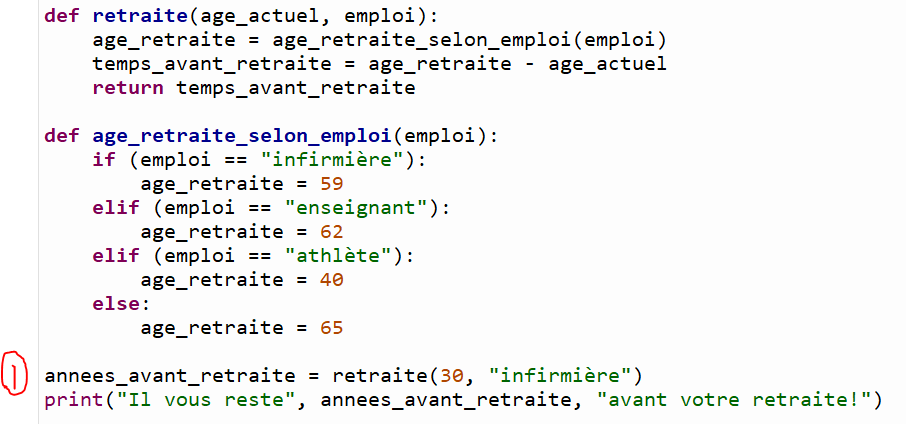 def retraite(age_actuel, emploi):
    age_retraite = age_retraite_selon_emploi(emploi)
    temps_avant_retraite = age_retraite - age_actuel
    return temps_avant_retraite

def age_retraite_selon_emploi(emploi):
    if (emploi == "infirmière"):
        age_retraite = 59
    elif (emploi == "enseignant"):
        age_retraite = 62
    elif (emploi == "athlète"):
        age_retraite = 40
    else:
        age_retraite = 65

1 annees_avant_retraite = retraite(30, "infirmière")
print("Il vous reste", annees_avant_retraite, "avant votre retraite!")